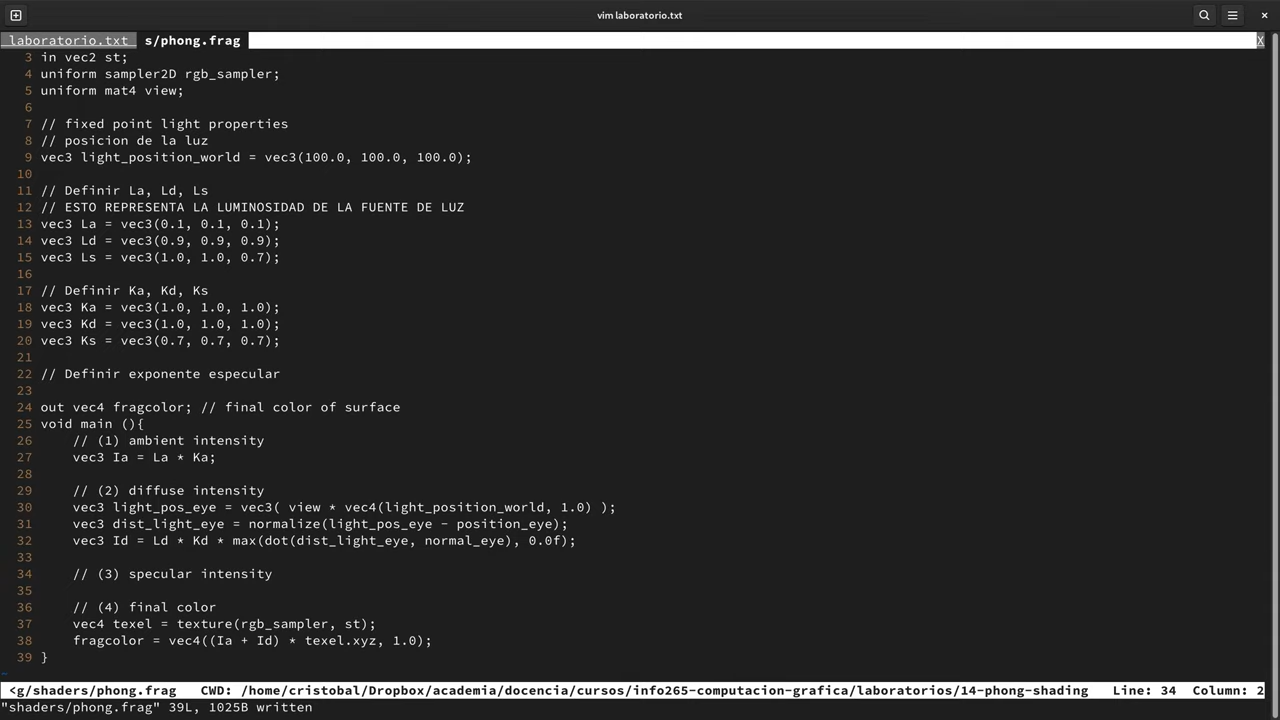 vim laboratorio.txt
laboratorio.txt s/phong.frag X
3 in vec2 st;
4 uniform sampler2D rgb_sampler;
5 uniform mat4 view;
6
7 // fixed point light properties
8 // posicion de la luz
9 vec3 light_position_world = vec3(100.0, 100.0, 100.0);
10
11 // Definir La, Ld, Ls
12 // ESTO REPRESENTA LA LUMINOSIDAD DE LA FUENTE DE LUZ
13 vec3 La = vec3(0.1, 0.1, 0.1);
14 vec3 Ld = vec3(0.9, 0.9, 0.9);
15 vec3 Ls = vec3(1.0, 1.0, 0.7);
16
17 // Definir Ka, Kd, Ks
18 vec3 Ka = vec3(1.0, 1.0, 1.0);
19 vec3 Kd = vec3(1.0, 1.0, 1.0);
20 vec3 Ks = vec3(0.7, 0.7, 0.7);
21
22 // Definir exponente especular
23
24 out vec4 fragcolor; // final color of surface
25 void main (){
26     // (1) ambient intensity
27     vec3 Ia = La * Ka;
28
29     // (2) diffuse intensity
30     vec3 light_pos_eye = vec3( view * vec4(light_position_world, 1.0) );
31     vec3 dist_light_eye = normalize(light_pos_eye - position_eye);
32     vec3 Id = Ld * Kd * max(dot(dist_light_eye, normal_eye), 0.0f);
33
34     // (3) specular intensity
35
36     // (4) final color
37     vec4 texel = texture(rgb_sampler, st);
38     fragcolor = vec4((Ia + Id) * texel.xyz, 1.0);
39 }
~
<g/shaders/phong.frag   CWD: /home/cristobal/Dropbox/academia/docencia/cursos/info265-computacion-grafica/laboratorios/14-phong-shading   Line: 34  Column: 2
"shaders/phong.frag" 39L, 1025B written